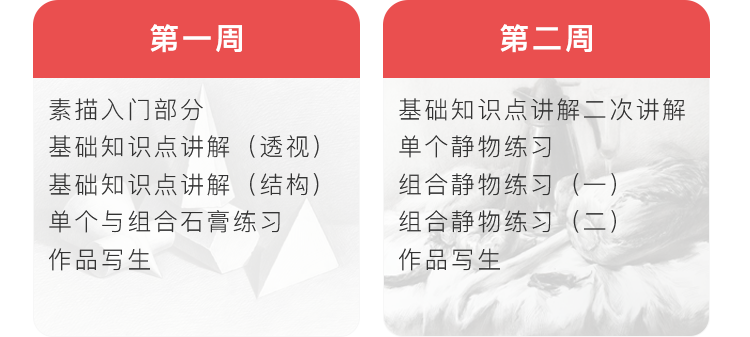 第一周
素描入门部分
基础知识点讲解（透视）
基础知识点讲解（结构）
单个与组合石膏练习
作品写生
第二周
基础知识点讲解二次讲解
单个静物练习
组合静物练习（一）
组合静物练习（二）
作品写生